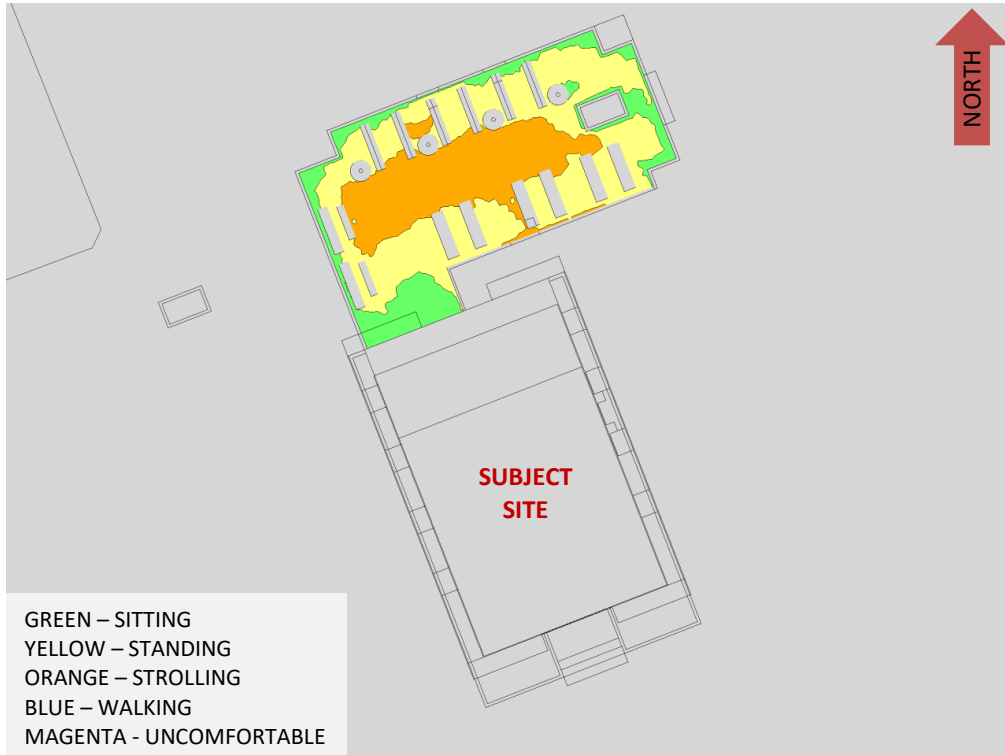 NORTH
SUBJECT
SITE
GREEN – SITTING
YELLOW – STANDING
ORANGE – STROLLING
BLUE – WALKING
MAGENTA - UNCOMFORTABLE